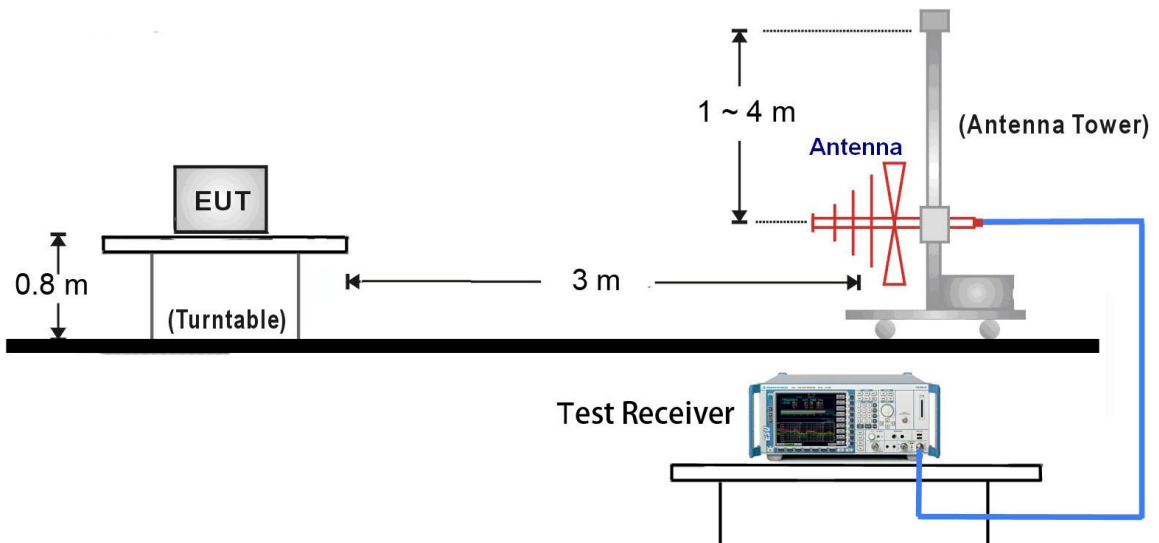 1 ~ 4 m
(Antenna Tower)
Antenna
EUT
0.8 m
3 m
(Turntable)
Test Receiver